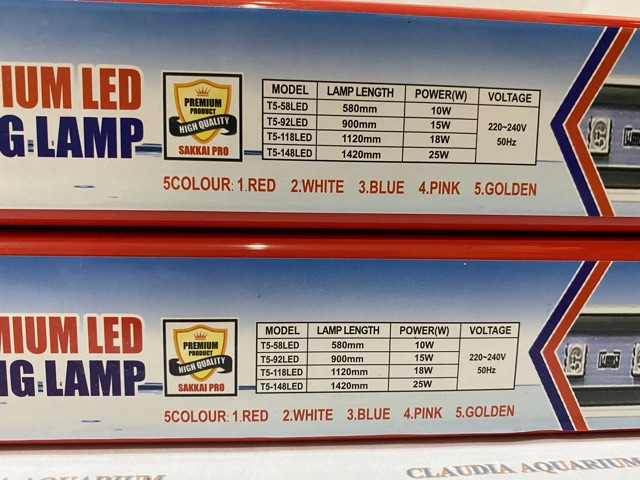 IUM LED
G LAMP
PREMIUM
PRODUCT
HIGH QUALITY
SAKKAI PRO
MODEL LAMP LENGTH POWER(W) VOLTAGE
T5-58LED 580mm 10W
T5-92LED 900mm 15W
T5-118LED 1120mm 18W
T5-148LED 1420mm 25W
220~240V
50Hz
5COLOUR: 1.RED 2.WHITE 3.BLUE 4.PINK 5.GOLDEN
MIUM LED
NG LAMP
PREMIUM
PRODUCT
HIGH QUALITY
SAKKAI PRO
MODEL LAMP LENGTH POWER(W) VOLTAGE
T5-58LED 580mm 10W
T5-92LED 900mm 15W
T5-118LED 1120mm 18W
T5-148LED 1420mm 25W
220~240V
50Hz
5COLOUR: 1.RED 2.WHITE 3.BLUE 4.PINK 5.GOLDEN
CLAUDIA AQUARIUM
CLAUDIA AQUARIUM